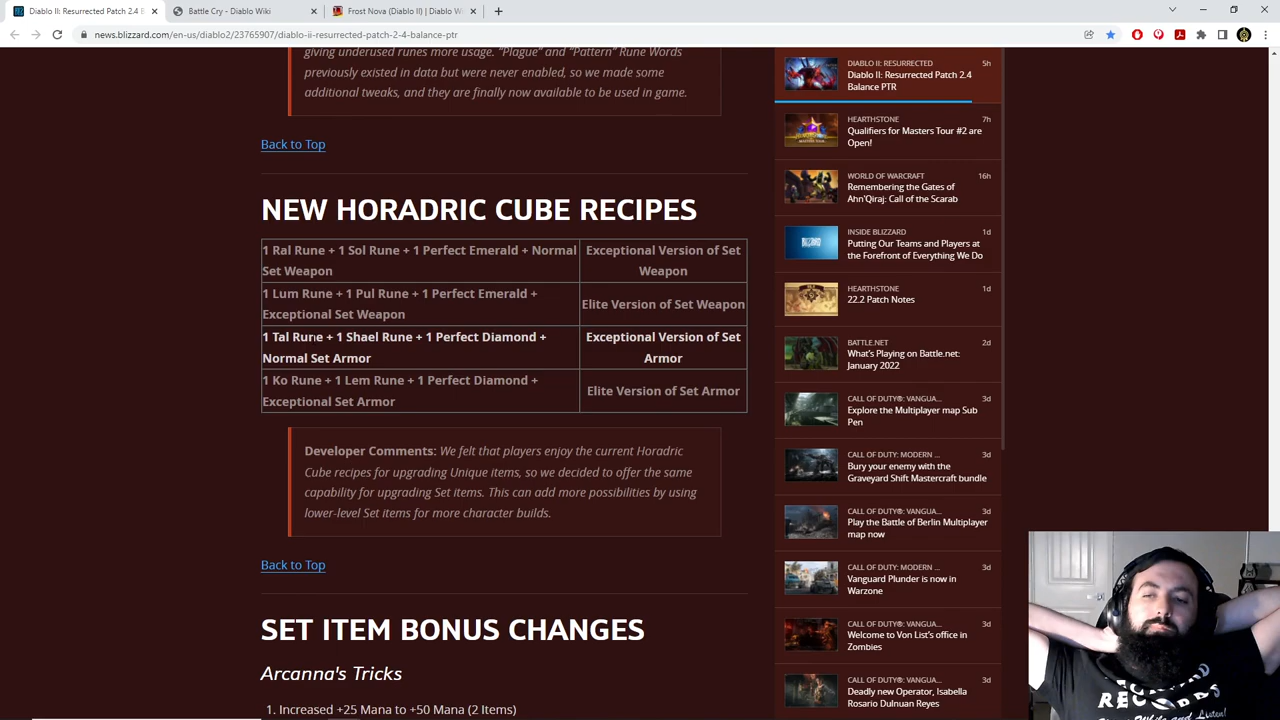 Diablo II: Resurrected Patch 2.4 B
Battle Cry - Diablo Wiki
Frost Nova (Diablo II) | Diablo W
news.blizzard.com/en-us/diablo2/23765907/diablo-ii-resurrected-patch-2-4-balance-ptr
giving underused runes more usage. “Plague” and “Pattern” Rune Words
previously existed in data but were never enabled, so we made some
additional tweaks, and they are finally now available to be used in game.
Back to Top
NEW HORADRIC CUBE RECIPES
1 Ral Rune + 1 Sol Rune + 1 Perfect Emerald + Normal
Set Weapon
Exceptional Version of Set
Weapon
1 Lum Rune + 1 Pul Rune + 1 Perfect Emerald +
Exceptional Set Weapon
Elite Version of Set Weapon
1 Tal Rune + 1 Shael Rune + 1 Perfect Diamond +
Normal Set Armor
Exceptional Version of Set
Armor
1 Ko Rune + 1 Lem Rune + 1 Perfect Diamond +
Exceptional Set Armor
Elite Version of Set Armor
Developer Comments: We felt that players enjoy the current Horadric
Cube recipes for upgrading Unique items, so we decided to offer the same
capability for upgrading Set items. This can add more possibilities by using
lower-level Set items for more character builds.
Back to Top
SET ITEM BONUS CHANGES
Arcanna's Tricks
1. Increased +25 Mana to +50 Mana (2 Items)
DIABLO II: RESURRECTED 5h
Diablo II: Resurrected Patch 2.4
Balance PTR
HEARTHSTONE 7h
Qualifiers for Masters Tour #2 are
Open!
WORLD OF WARCRAFT 16h
Remembering the Gates of
Ahn'Qiraj: Call of the Scarab
INSIDE BLIZZARD 1d
Putting Our Teams and Players at
the Forefront of Everything We Do
HEARTHSTONE 1d
22.2 Patch Notes
BATTLE.NET 2d
What’s Playing on Battle.net:
January 2022
CALL OF DUTY®: VANGUA... 3d
Explore the Multiplayer map Sub
Pen
CALL OF DUTY: MODERN ... 3d
Bury your enemy with the
Graveyard Shift Mastercraft bundle
CALL OF DUTY®: VANGUA... 3d
Play the Battle of Berlin Multiplayer
map now
CALL OF DUTY: MODERN ... 3d
Vanguard Plunder is now in
Warzone
CALL OF DUTY®: VANGUA... 3d
Welcome to Von List’s office in
Zombies
CALL OF DUTY®: VANGUA... 3d
Deadly new Operator, Isabella
Rosario Dulnuan Reyes